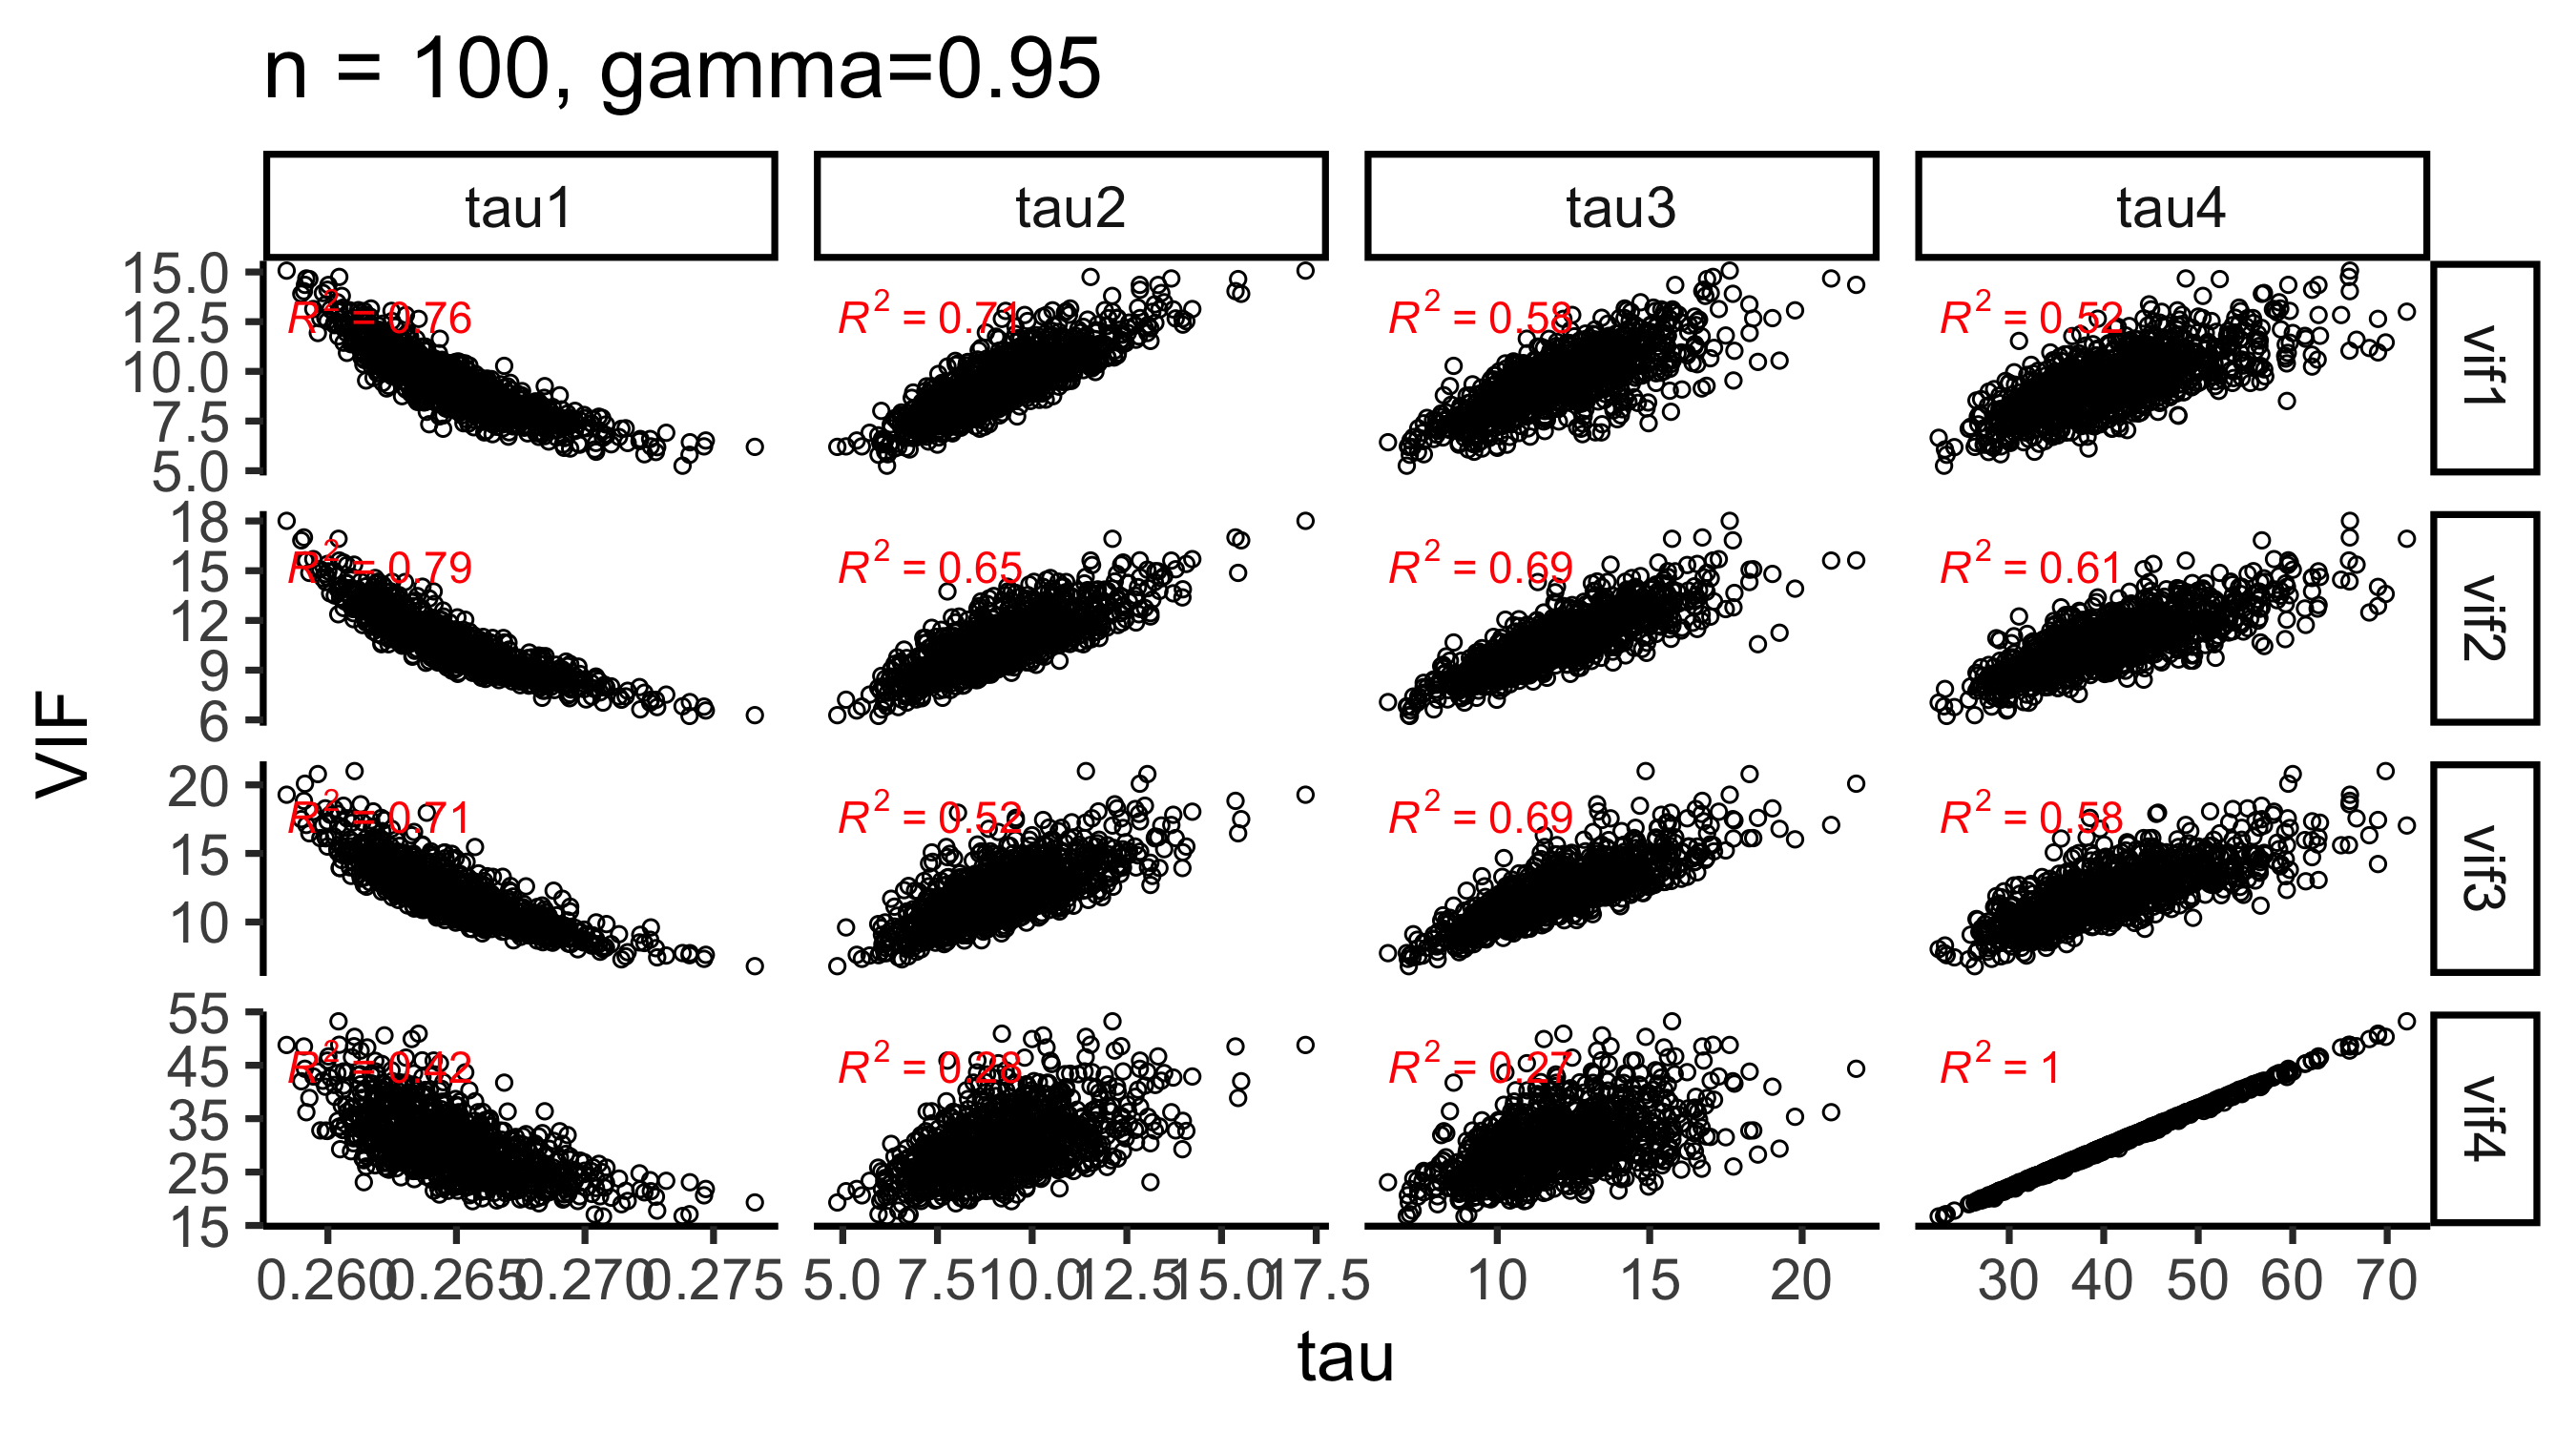 n = 100, gamma=0.95
tau1 tau2 tau3 tau4
15.0
12.5
10.0
7.5
5.0
R² = 0.76 R² = 0.71 R² = 0.58 R² = 0.52
vif1
18
15
12
9
6
R² = 0.79 R² = 0.65 R² = 0.69 R² = 0.61
vif2
20
15
10
R² = 0.71 R² = 0.52 R² = 0.69 R² = 0.58
vif3
55
45
35
25
15
R² = 0.42 R² = 0.28 R² = 0.27 R² = 1
vif4
VIF
0.260 0.265 0.270 0.275 5.0 7.5 10.0 12.5 15.0 17.5 10 15 20 30 40 50 60 70
tau